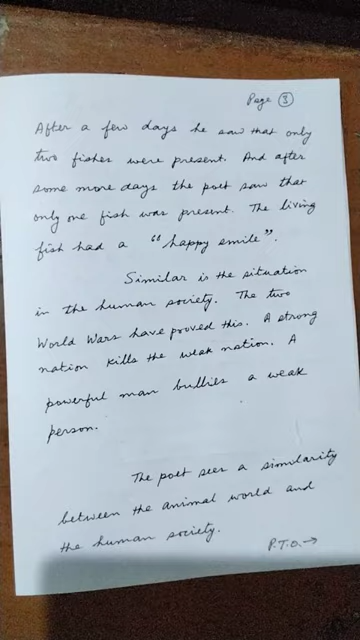 Page 3
After a few days he saw that only
two fishes were present. And after
some more days the poet saw that
only one fish was present. The living
fish had a "happy smile".
Similar is the situation
in the human society. The two
World Wars have proved this. A strong
nation kills the weak nation. A
powerful man bullies a weak
person.
The poet sees a similarity
between the animal world and
the human society.
P.T.O.→